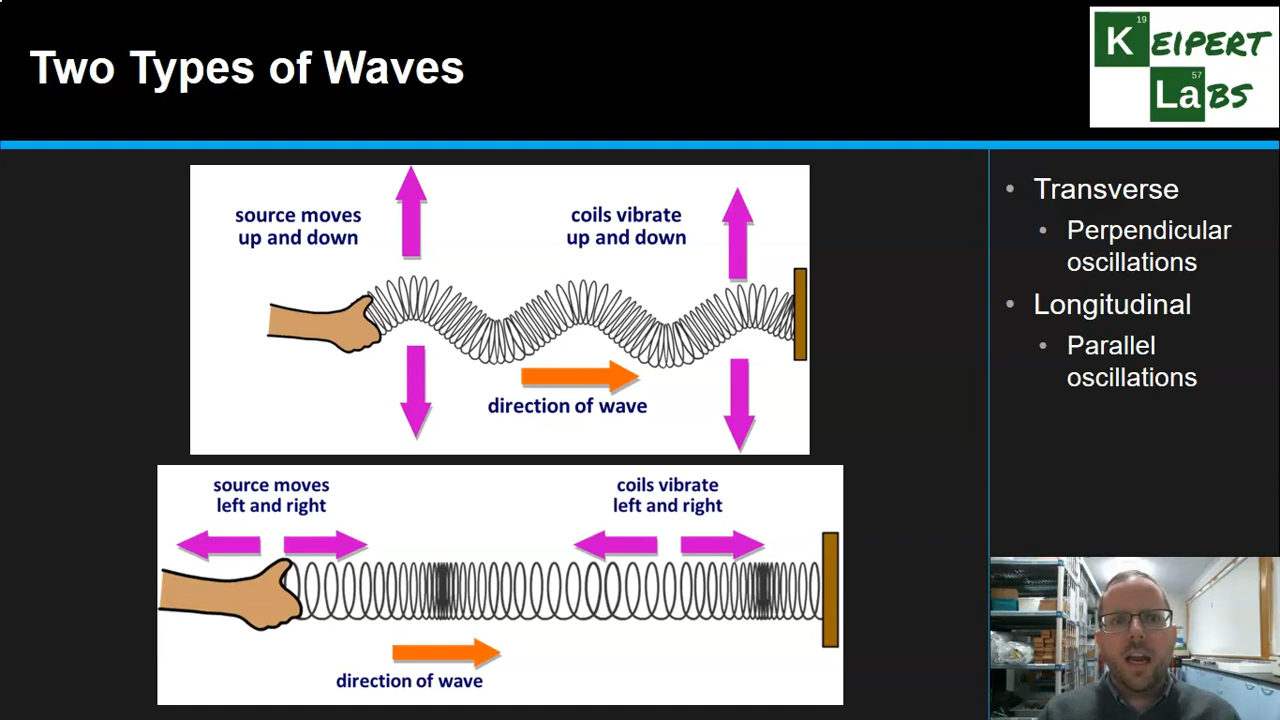 Two Types of Waves
19
K EIPERT
57
La BS
source moves
up and down
coils vibrate
up and down
direction of wave
source moves
left and right
coils vibrate
left and right
direction of wave
• Transverse
• Perpendicular
oscillations
• Longitudinal
• Parallel
oscillations